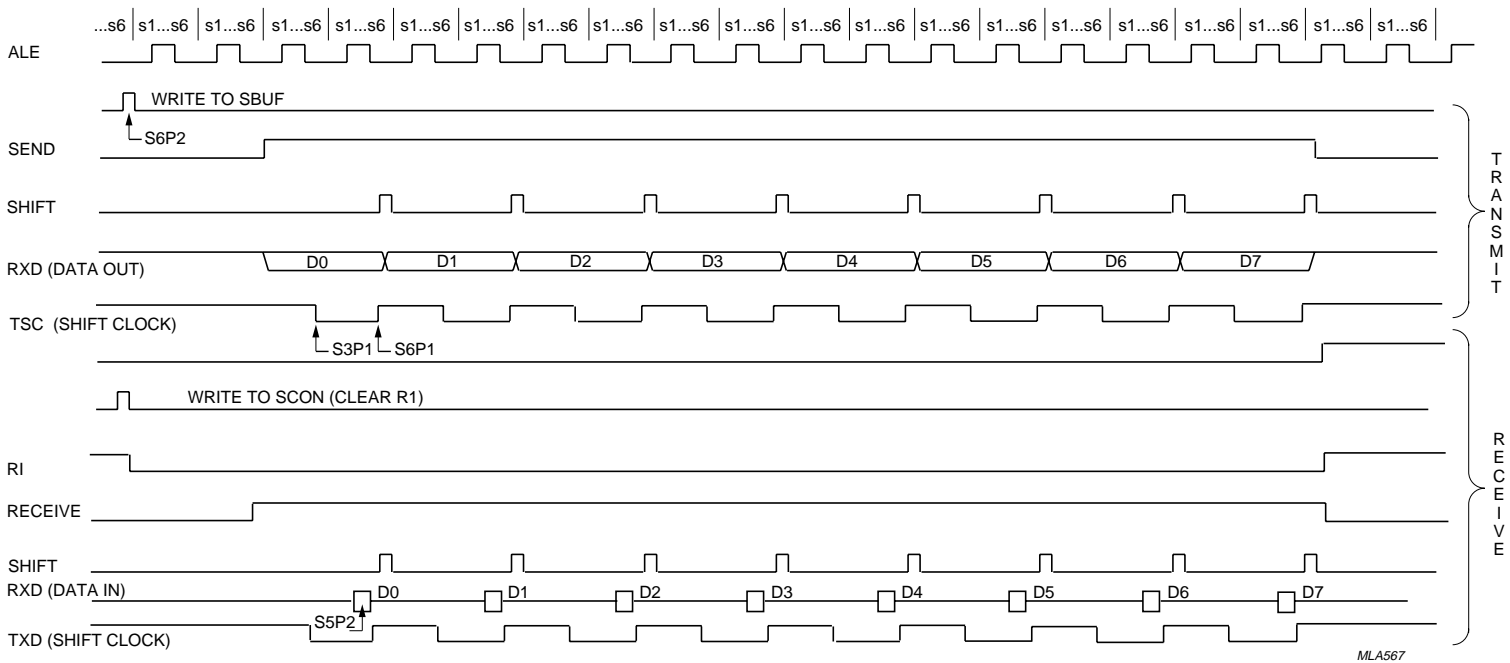 ...s6 s1...s6 s1...s6 s1...s6 s1...s6 s1...s6 s1...s6 s1...s6 s1...s6 s1...s6 s1...s6 s1...s6 s1...s6 s1...s6 s1...s6 s1...s6 s1...s6 s1...s6 s1...s6 s1...s6 s1...s6
ALE
WRITE TO SBUF
S6P2
SEND
SHIFT
RXD (DATA OUT) D0 D1 D2 D3 D4 D5 D6 D7
TSC (SHIFT CLOCK)
S3P1 S6P1
TRANSMIT
WRITE TO SCON (CLEAR R1)
RI
RECEIVE
SHIFT
RXD (DATA IN) D0 D1 D2 D3 D4 D5 D6 D7
S5P2
TXD (SHIFT CLOCK)
RECEIVE
MLA567